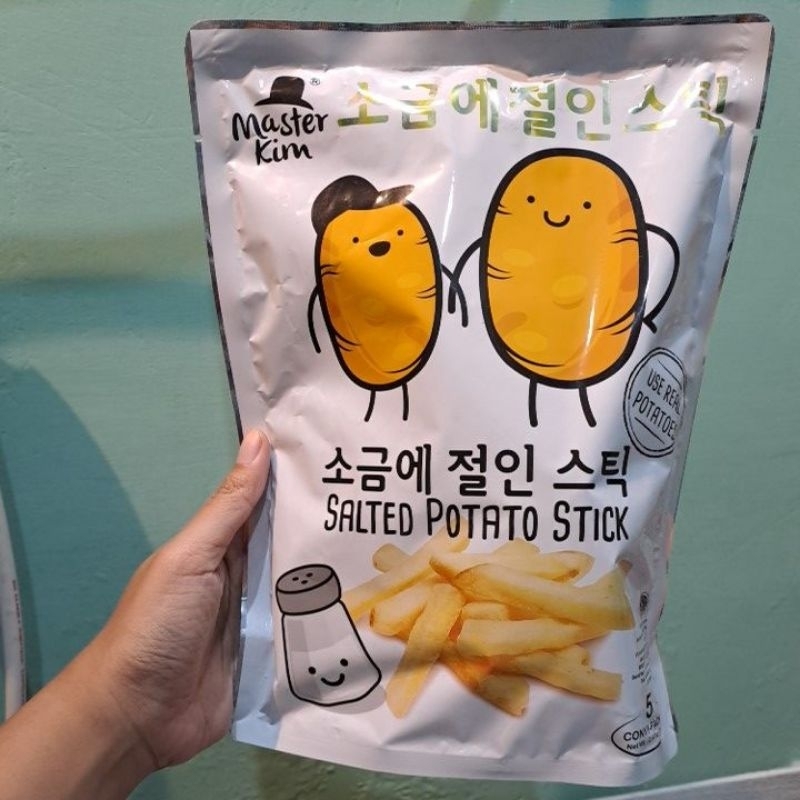 Master
Kim
®
소금에 절인 스틱
USE REAL
POTATOES
소금에 절인 스틱
SALTED POTATO STICK
5